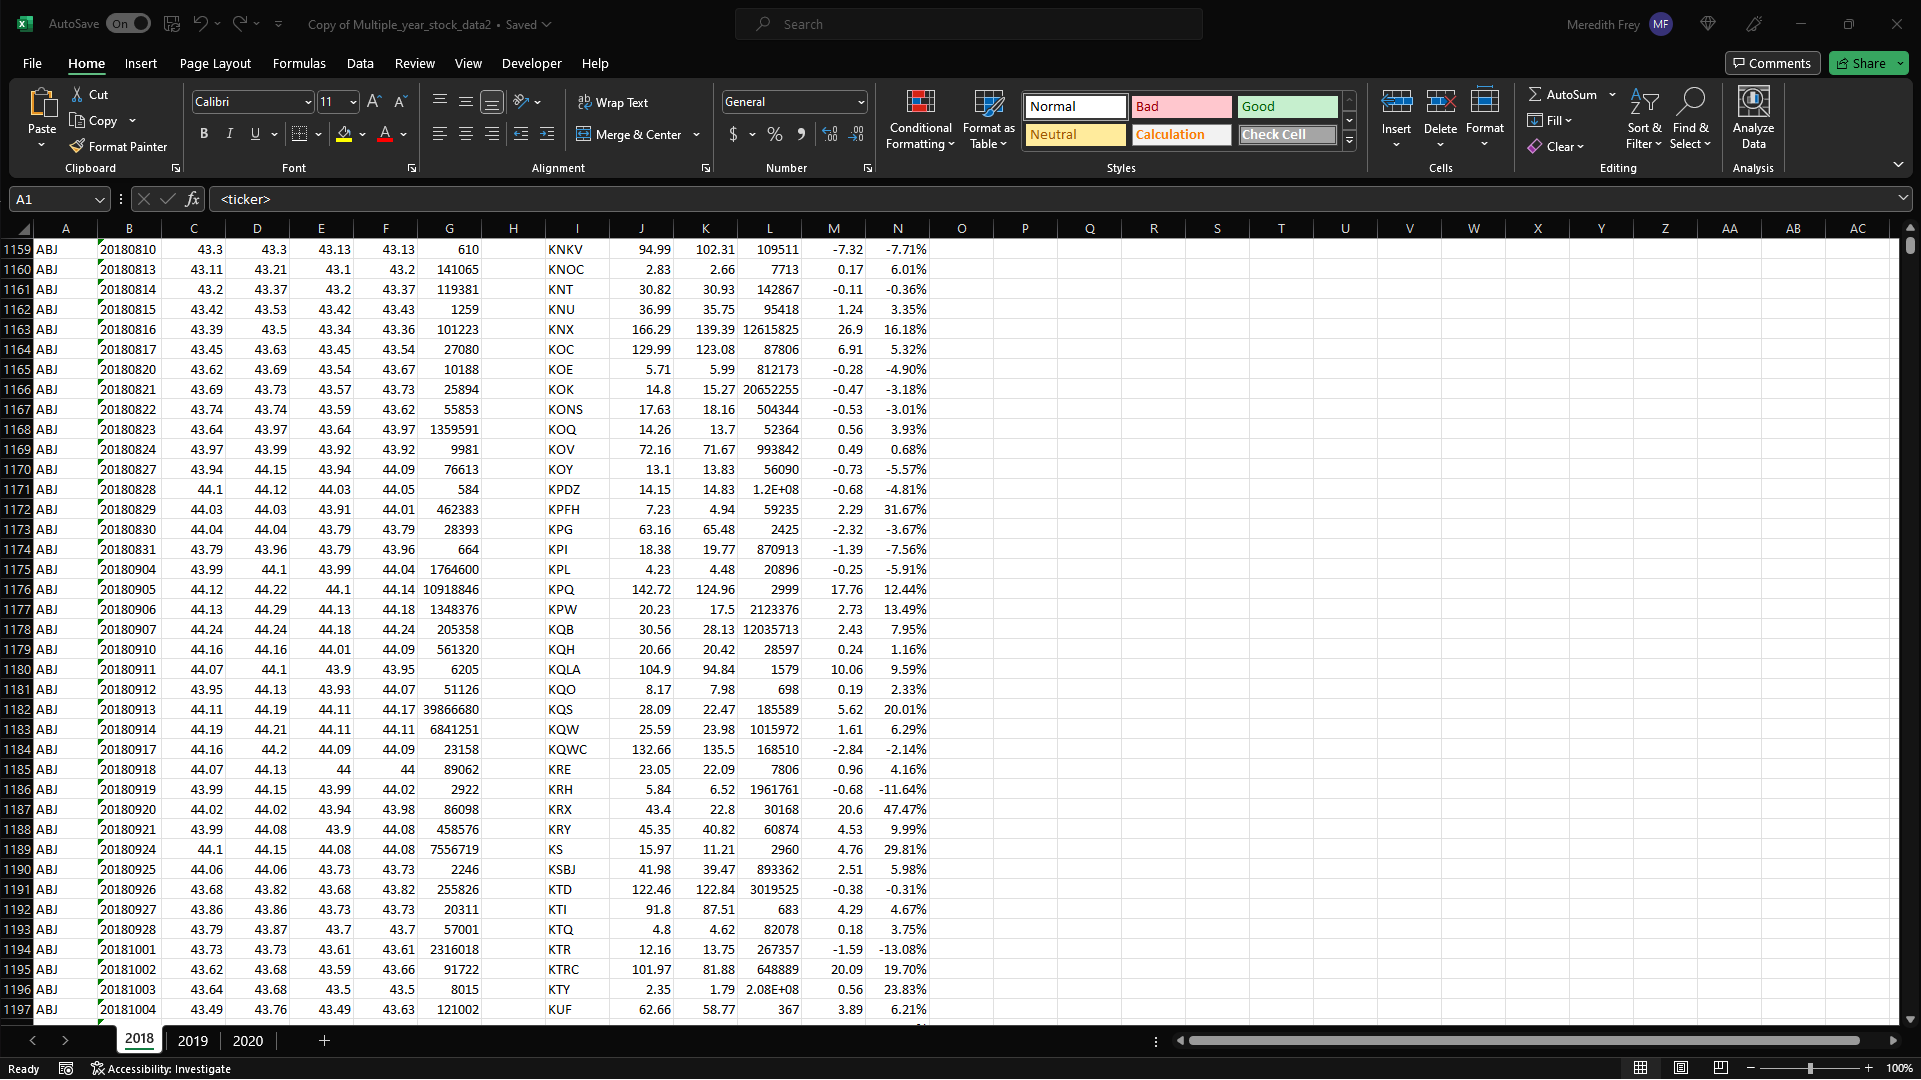 AutoSave On Copy of Multiple_year_stock_data2 • Saved Search Meredith Frey MF
File Home Insert Page Layout Formulas Data Review View Developer Help Comments Share
Paste Cut Copy Format Painter Clipboard
Calibri 11 B I U A Font
Wrap Text Merge & Center Alignment
General $ % , Number
Conditional Formatting Format as Table Normal Bad Good Neutral Calculation Check Cell Styles
Insert Delete Format Cells
AutoSum Fill Clear Sort & Filter Find & Select Editing
Analyze Data Analysis
A1 fx <ticker>
A B C D E F G H I J K L M N O P Q R S T U V W X Y Z AA AB AC
1159 ABJ 20180810 43.3 43.3 43.13 43.13 610 KNKV 94.99 102.31 109511 -7.32 -7.71%
1160 ABJ 20180813 43.11 43.21 43.1 43.2 141065 KNOC 2.83 2.66 7713 0.17 6.01%
1161 ABJ 20180814 43.2 43.37 43.2 43.37 119381 KNT 30.82 30.93 142867 -0.11 -0.36%
1162 ABJ 20180815 43.42 43.53 43.42 43.43 1259 KNU 36.99 35.75 95418 1.24 3.35%
1163 ABJ 20180816 43.39 43.5 43.34 43.36 101223 KNX 166.29 139.39 12615825 26.9 16.18%
1164 ABJ 20180817 43.45 43.63 43.45 43.54 27080 KOC 129.99 123.08 87806 6.91 5.32%
1165 ABJ 20180820 43.62 43.69 43.54 43.67 10188 KOE 5.71 5.99 812173 -0.28 -4.90%
1166 ABJ 20180821 43.69 43.73 43.57 43.73 25894 KOK 14.8 15.27 20652255 -0.47 -3.18%
1167 ABJ 20180822 43.74 43.74 43.59 43.62 55853 KONS 17.63 18.16 504344 -0.53 -3.01%
1168 ABJ 20180823 43.64 43.97 43.64 43.97 1359591 KOQ 14.26 13.7 52364 0.56 3.93%
1169 ABJ 20180824 43.97 43.99 43.92 43.92 9981 KOV 72.16 71.67 993842 0.49 0.68%
1170 ABJ 20180827 43.94 44.15 43.94 44.09 76613 KOY 13.1 13.83 56090 -0.73 -5.57%
1171 ABJ 20180828 44.1 44.12 44.03 44.05 584 KPDZ 14.15 14.83 1.2E+08 -0.68 -4.81%
1172 ABJ 20180829 44.03 44.03 43.91 44.01 462383 KPFH 7.23 4.94 59235 2.29 31.67%
1173 ABJ 20180830 44.04 44.04 43.79 43.79 28393 KPG 63.16 65.48 2425 -2.32 -3.67%
1174 ABJ 20180831 43.79 43.96 43.79 43.96 664 KPI 18.38 19.77 870913 -1.39 -7.56%
1175 ABJ 20180904 43.99 44.1 43.99 44.04 1764600 KPL 4.23 4.48 20896 -0.25 -5.91%
1176 ABJ 20180905 44.12 44.22 44.1 44.14 10918846 KPQ 142.72 124.96 2999 17.76 12.44%
1177 ABJ 20180906 44.13 44.29 44.13 44.18 1348376 KPW 20.23 17.5 2123376 2.73 13.49%
1178 ABJ 20180907 44.24 44.24 44.18 44.24 205358 KQB 30.56 28.13 12035713 2.43 7.95%
1179 ABJ 20180910 44.16 44.16 44.01 44.09 561320 KQH 20.66 20.42 28597 0.24 1.16%
1180 ABJ 20180911 44.07 44.1 43.9 43.95 6205 KQLA 104.9 94.84 1579 10.06 9.59%
1181 ABJ 20180912 43.95 44.13 43.93 44.07 51126 KQO 8.17 7.98 698 0.19 2.33%
1182 ABJ 20180913 44.11 44.19 44.11 44.17 39866680 KQS 28.09 22.47 185589 5.62 20.01%
1183 ABJ 20180914 44.19 44.21 44.11 44.11 6841251 KQW 25.59 23.98 1015972 1.61 6.29%
1184 ABJ 20180917 44.16 44.2 44.09 44.09 23158 KQWC 132.66 135.5 168510 -2.84 -2.14%
1185 ABJ 20180918 44.07 44.13 44 44 89062 KRE 23.05 22.09 7806 0.96 4.16%
1186 ABJ 20180919 43.99 44.15 43.99 44.02 2922 KRH 5.84 6.52 1961761 -0.68 -11.64%
1187 ABJ 20180920 44.02 44.02 43.94 43.98 86098 KRX 43.4 22.8 30168 20.6 47.47%
1188 ABJ 20180921 43.99 44.08 43.9 44.08 458576 KRY 45.35 40.82 60874 4.53 9.99%
1189 ABJ 20180924 44.1 44.15 44.08 44.08 7556719 KS 15.97 11.21 2960 4.76 29.81%
1190 ABJ 20180925 44.06 44.06 43.73 43.73 2246 KSBJ 41.98 39.47 893362 2.51 5.98%
1191 ABJ 20180926 43.68 43.82 43.68 43.82 255826 KTD 122.46 122.84 3019525 -0.38 -0.31%
1192 ABJ 20180927 43.86 43.86 43.73 43.73 20311 KTI 91.8 87.51 683 4.29 4.67%
1193 ABJ 20180928 43.79 43.87 43.7 43.7 57001 KTQ 4.8 4.62 82078 0.18 3.75%
1194 ABJ 20181001 43.73 43.73 43.61 43.61 2316018 KTR 12.16 13.75 267357 -1.59 -13.08%
1195 ABJ 20181002 43.62 43.68 43.59 43.66 91722 KTRC 101.97 81.88 648889 20.09 19.70%
1196 ABJ 20181003 43.64 43.68 43.5 43.5 8015 KTY 2.35 1.79 2.08E+08 0.56 23.83%
1197 ABJ 20181004 43.49 43.76 43.49 43.63 121002 KUF 62.66 58.77 367 3.89 6.21%
2018 2019 2020
Ready Accessibility: Investigate 100%